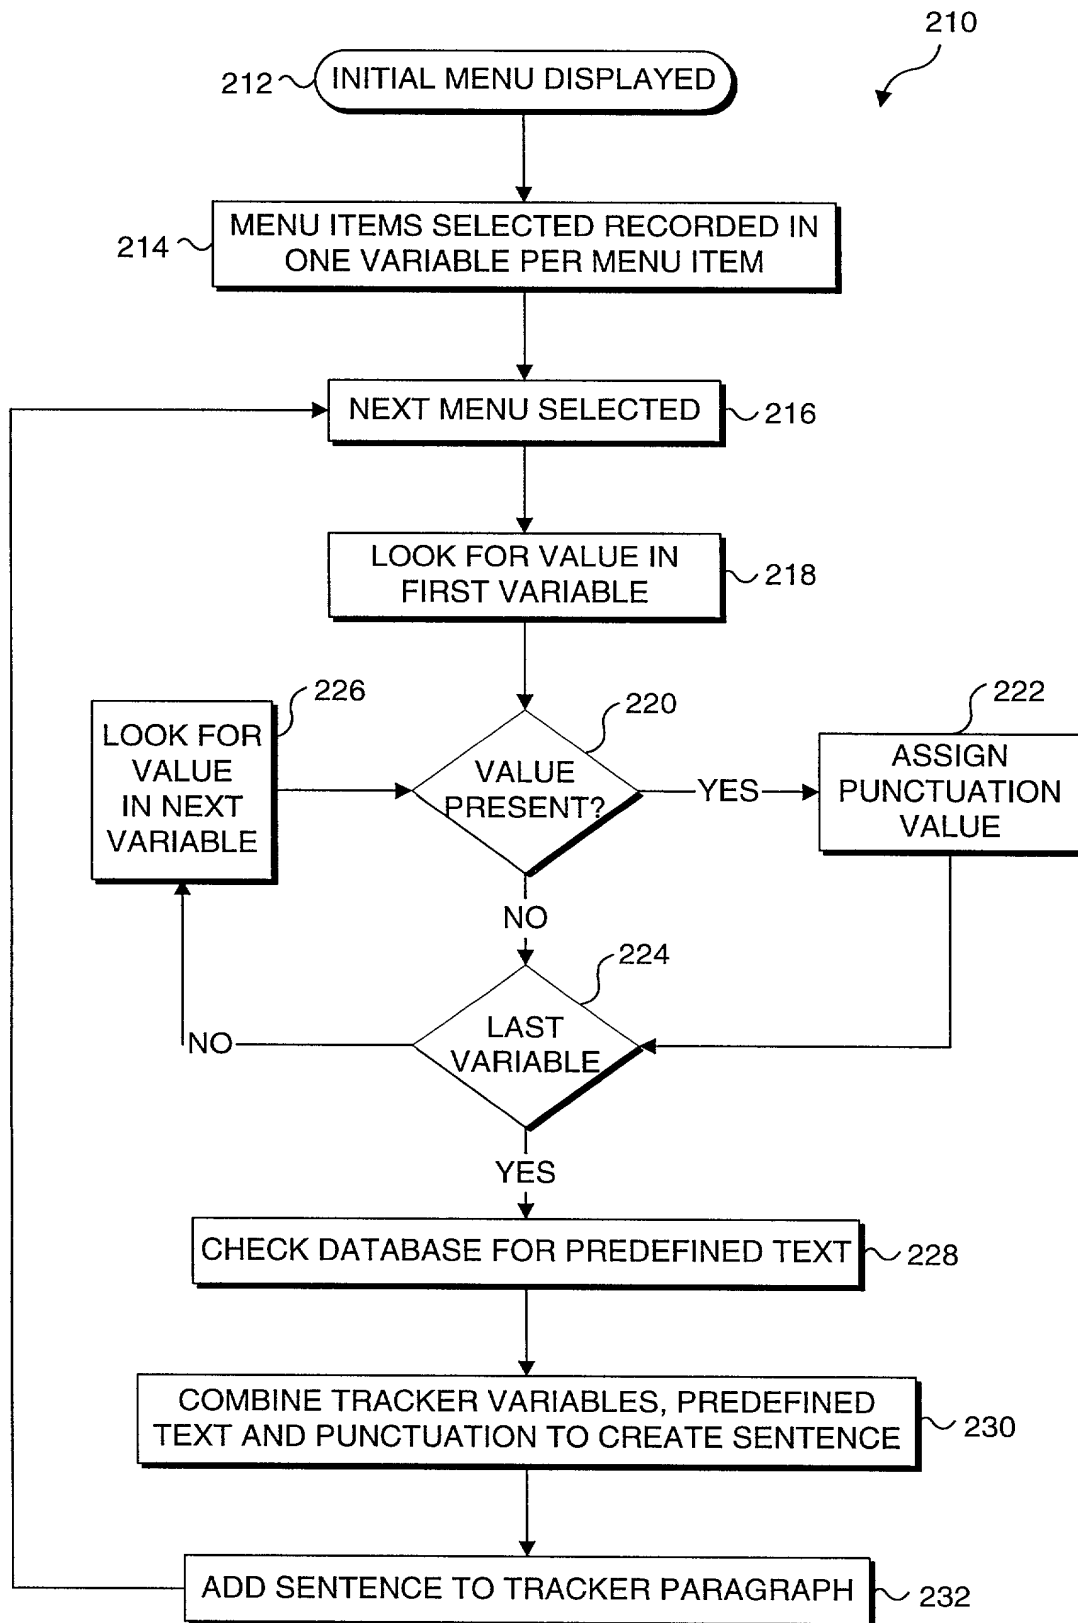 210
212
INITIAL MENU DISPLAYED
214
MENU ITEMS SELECTED RECORDED IN
ONE VARIABLE PER MENU ITEM
NEXT MENU SELECTED
216
LOOK FOR VALUE IN
FIRST VARIABLE
218
226
LOOK FOR
VALUE
IN NEXT
VARIABLE
220
VALUE
PRESENT?
YES
222
ASSIGN
PUNCTUATION
VALUE
NO
224
LAST
VARIABLE
NO
YES
CHECK DATABASE FOR PREDEFINED TEXT
228
COMBINE TRACKER VARIABLES, PREDEFINED
TEXT AND PUNCTUATION TO CREATE SENTENCE
230
ADD SENTENCE TO TRACKER PARAGRAPH
232